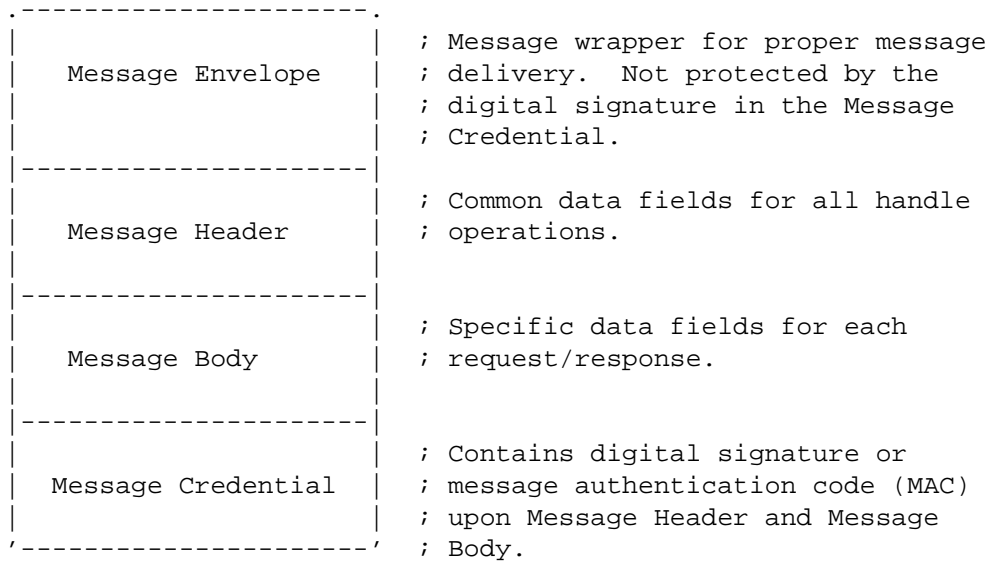 .----------------------.
|                      |  ; Message wrapper for proper message
|   Message Envelope   |  ; delivery.  Not protected by the
|                      |  ; digital signature in the Message
|                      |  ; Credential.
|----------------------|
|                      |  ; Common data fields for all handle
|   Message Header     |  ; operations.
|                      |
|----------------------|
|                      |  ; Specific data fields for each
|   Message Body       |  ; request/response.
|                      |
|----------------------|
|                      |  ; Contains digital signature or
|  Message Credential  |  ; message authentication code (MAC)
|                      |  ; upon Message Header and Message
'----------------------'  ; Body.